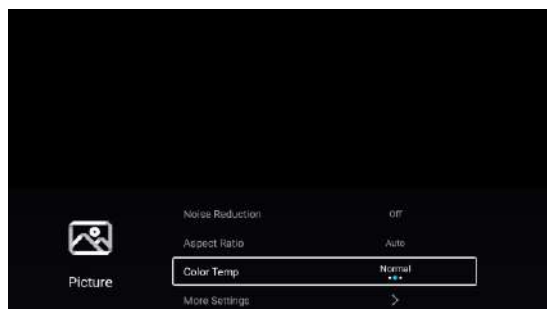 Noise Reduction Off
Aspect Ratio Auto
Color Temp Normal
Picture
More Settings